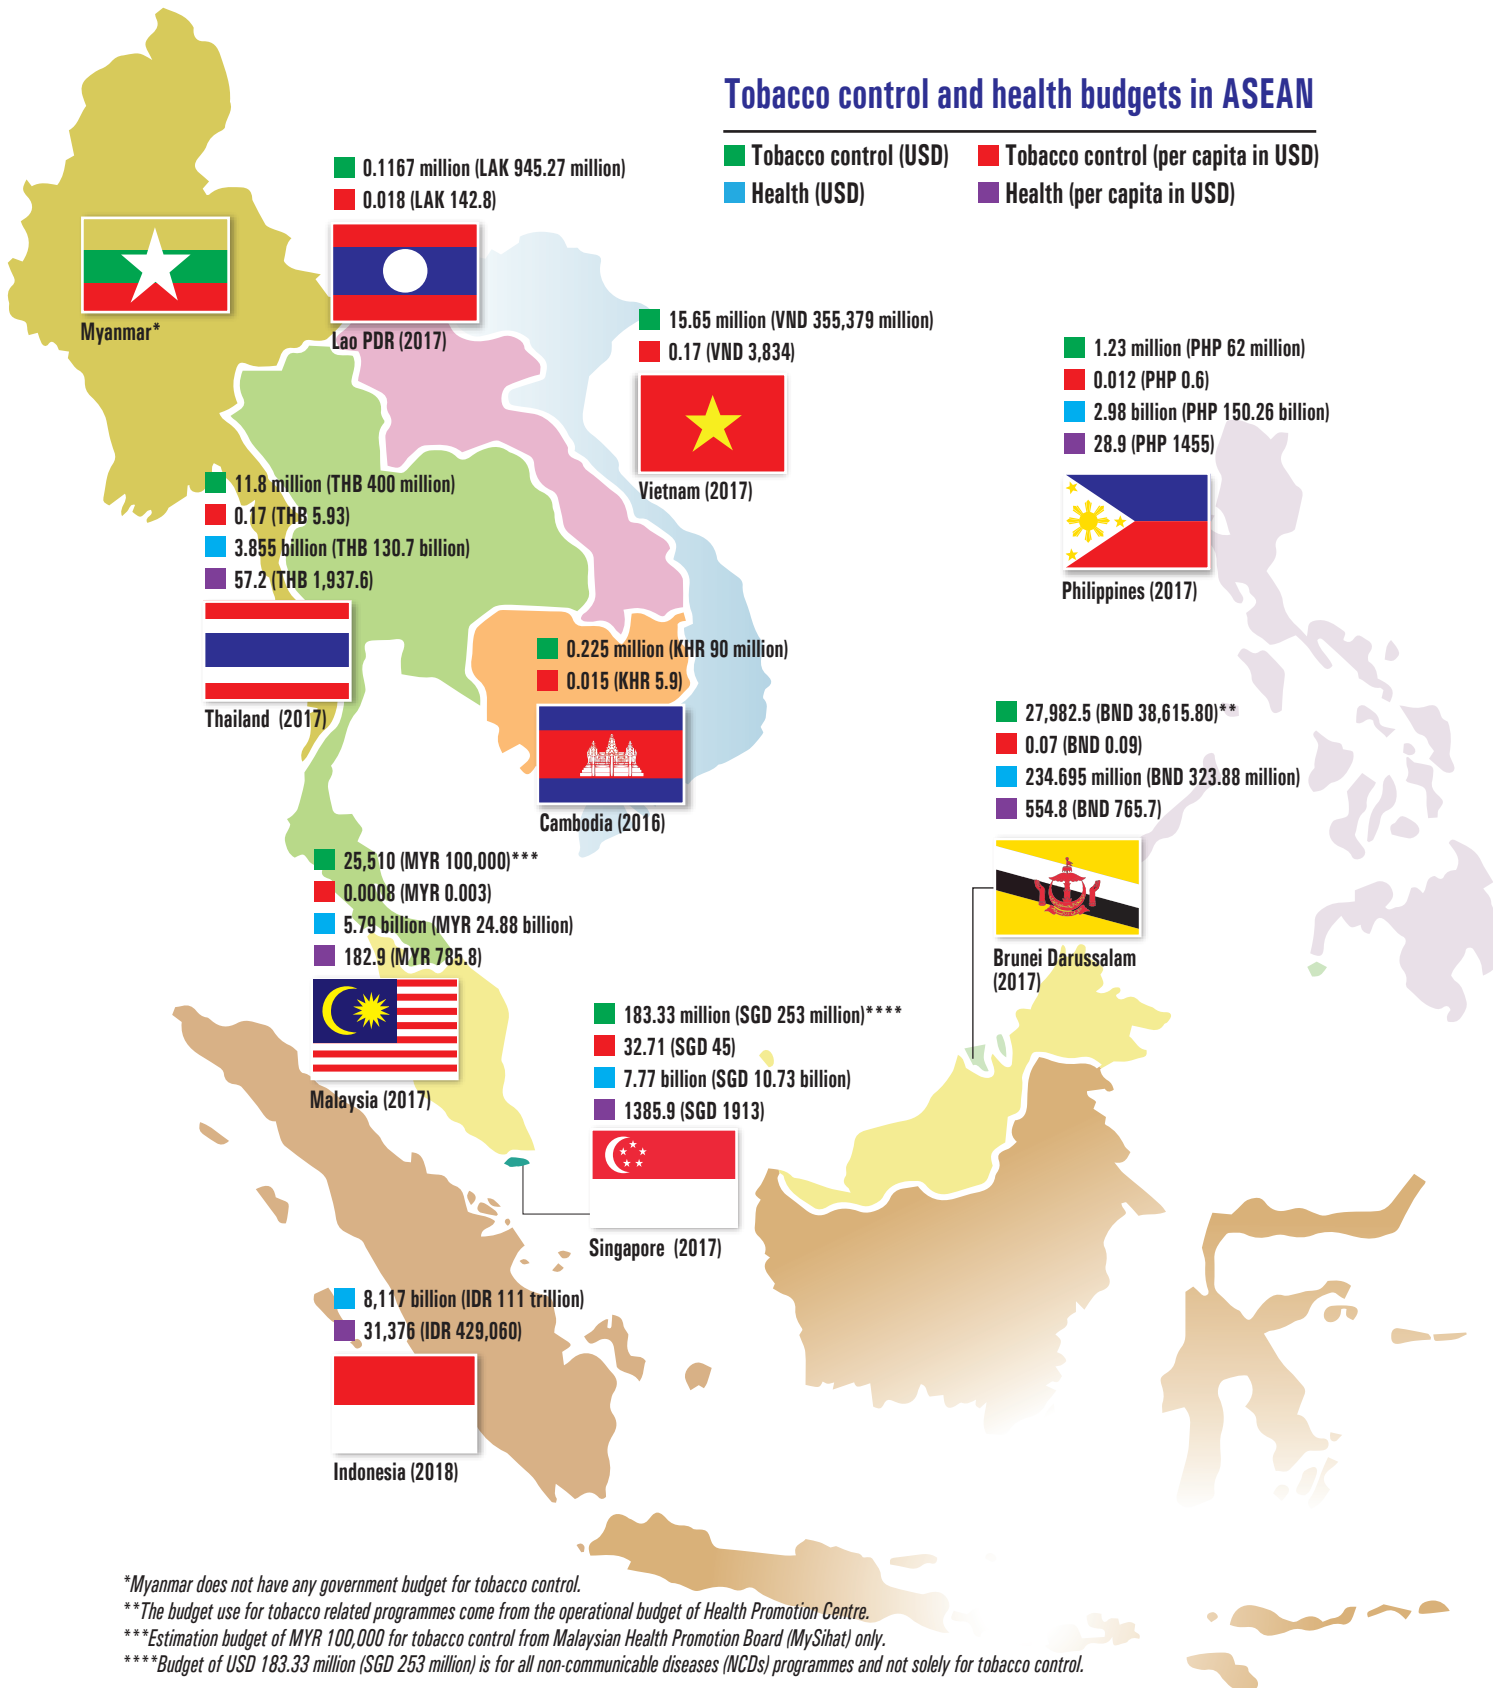 Tobacco control and health budgets in ASEAN
Tobacco control (USD)
Tobacco control (per capita in USD)
Health (USD)
Health (per capita in USD)
Myanmar*
0.1167 million (LAK 945.27 million)
0.018 (LAK 142.8)
Lao PDR (2017)
15.65 million (VND 355,379 million)
0.17 (VND 3,834)
Vietnam (2017)
1.23 million (PHP 62 million)
0.012 (PHP 0.6)
2.98 billion (PHP 150.26 billion)
28.9 (PHP 1455)
Philippines (2017)
11.8 million (THB 400 million)
0.17 (THB 5.93)
3.855 billion (THB 130.7 billion)
57.2 (THB 1,937.6)
Thailand (2017)
0.225 million (KHR 90 million)
0.015 (KHR 5.9)
Cambodia (2016)
27,982.5 (BND 38,615.80)**
0.07 (BND 0.09)
234.695 million (BND 323.88 million)
554.8 (BND 765.7)
Brunei Darussalam
(2017)
25,510 (MYR 100,000)***
0.0008 (MYR 0.003)
5.79 billion (MYR 24.88 billion)
182.9 (MYR 785.8)
Malaysia (2017)
183.33 million (SGD 253 million)****
32.71 (SGD 45)
7.77 billion (SGD 10.73 billion)
1385.9 (SGD 1913)
Singapore (2017)
8,117 billion (IDR 111 trillion)
31,376 (IDR 429,060)
Indonesia (2018)
*Myanmar does not have any government budget for tobacco control.
**The budget use for tobacco related programmes come from the operational budget of Health Promotion Centre.
***Estimation budget of MYR 100,000 for tobacco control from Malaysian Health Promotion Board (MySihat) only.
****Budget of USD 183.33 million (SGD 253 million) is for all non-communicable diseases (NCDs) programmes and not solely for tobacco control.